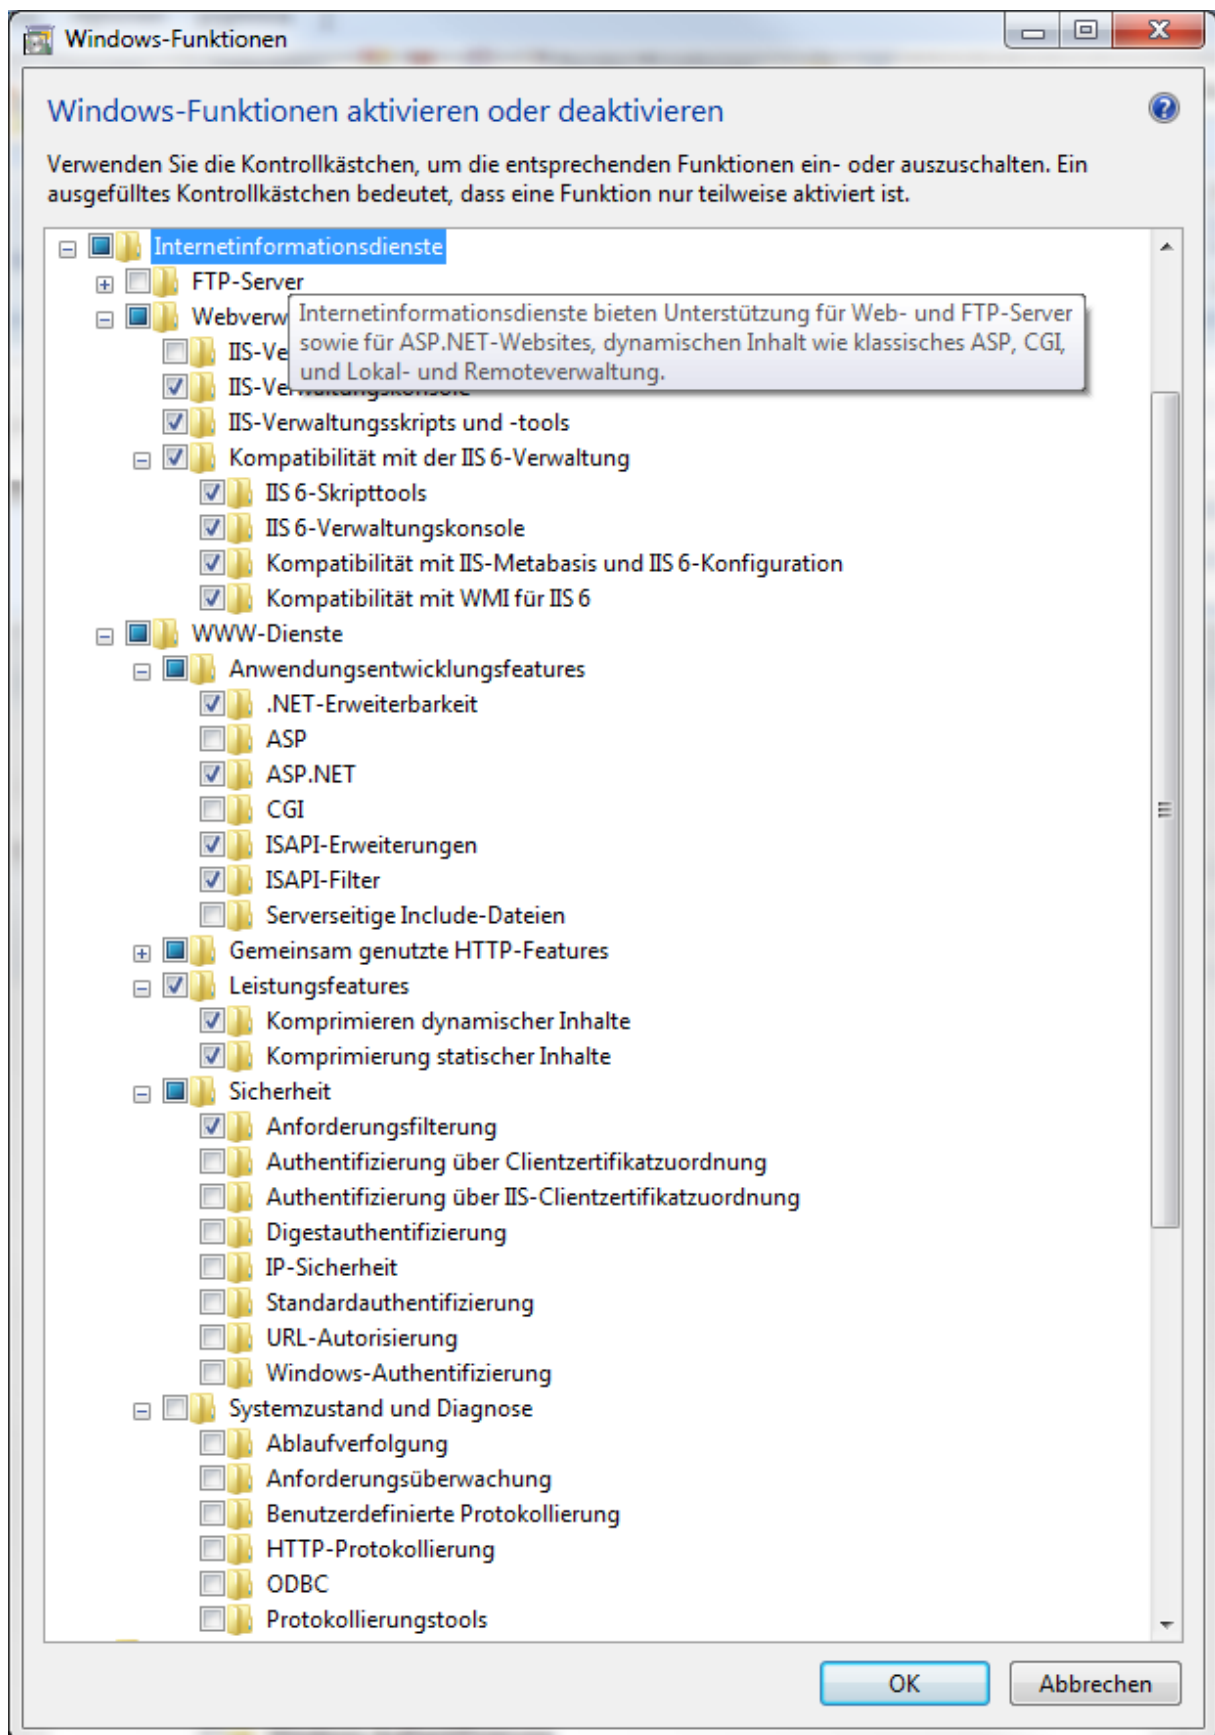 Windows-Funktionen
Windows-Funktionen aktivieren oder deaktivieren
Verwenden Sie die Kontrollkästchen, um die entsprechenden Funktionen ein- oder auszuschalten. Ein
ausgefülltes Kontrollkästchen bedeutet, dass eine Funktion nur teilweise aktiviert ist.
Internetinformationsdienste
FTP-Server
Webverw
Internetinformationsdienste bieten Unterstützung für Web- und FTP-Server
sowie für ASP.NET-Websites, dynamischen Inhalt wie klassisches ASP, CGI,
und Lokal- und Remoteverwaltung.
IIS-Ve
IIS-Verwaltungskonsole
IIS-Verwaltungsskripts und -tools
Kompatibilität mit der IIS 6-Verwaltung
IIS 6-Skripttools
IIS 6-Verwaltungskonsole
Kompatibilität mit IIS-Metabasis und IIS 6-Konfiguration
Kompatibilität mit WMI für IIS 6
WWW-Dienste
Anwendungsentwicklungsfeatures
.NET-Erweiterbarkeit
ASP
ASP.NET
CGI
ISAPI-Erweiterungen
ISAPI-Filter
Serverseitige Include-Dateien
Gemeinsam genutzte HTTP-Features
Leistungsfeatures
Komprimieren dynamischer Inhalte
Komprimierung statischer Inhalte
Sicherheit
Anforderungsfilterung
Authentifizierung über Clientzertifikatzuordnung
Authentifizierung über IIS-Clientzertifikatzuordnung
Digestauthentifizierung
IP-Sicherheit
Standardauthentifizierung
URL-Autorisierung
Windows-Authentifizierung
Systemzustand und Diagnose
Ablaufverfolgung
Anforderungsüberwachung
Benutzerdefinierte Protokollierung
HTTP-Protokollierung
ODBC
Protokollierungstools
OK
Abbrechen